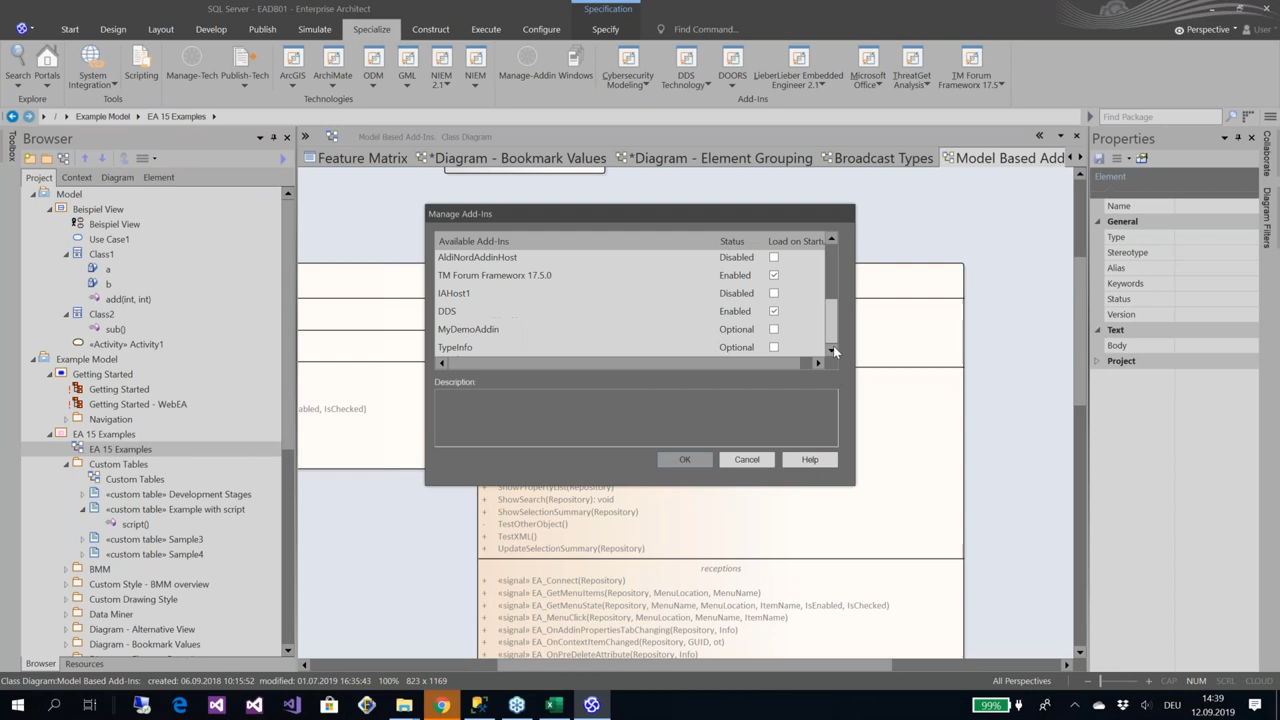 SQL Server - EADB01 - Enterprise Architect
Specification
Start Design Layout Develop Publish Simulate Specialize Construct Execute Configure Specify Find Command...
Perspective User
Search Portals System Integration Scripting Manage-Tech Publish-Tech ArcGIS ArchiMate ODM GML NIEM 2.1 NIEM Manage-Addin Windows Cybersecurity Modeling DDS Technology DOORS LieberLieber Embedded Engineer 2.1 Microsoft Office ThreatGet Analysis TM Forum Frameworx 17.5
Explore Tools Technologies Add-Ins
Example Model EA 15 Examples Find Package
Toolbox
Browser
Project Context Diagram Element
Model
Beispiel View
Beispiel View
Use Case1
Class1
a
b
add(int, int)
Class2
sub()
«Activity» Activity1
Example Model
Getting Started
Getting Started
Getting Started - WebEA
Navigation
EA 15 Examples
EA 15 Examples
Custom Tables
Custom Tables
«custom table» Development Stages
«custom table» Example with script
script()
«custom table» Sample3
«custom table» Sample4
BMM
Custom Style - BMM overview
Custom Drawing Style
Data Miner
Diagram - Alternative View
Diagram - Bookmark Values
Browser Resources
Model Based Add-Ins. Class Diagram
Feature Matrix *Diagram - Bookmark Values *Diagram - Element Grouping Broadcast Types Model Based Add
Manage Add-Ins
Available Add-Ins Status Load on Startu
AldiNordAddinHost Disabled
TM Forum Frameworx 17.5.0 Enabled
IAHost1 Disabled
DDS Enabled
MyDemoAddin Optional
TypeInfo Optional
Description:
OK Cancel Help
abled, IsChecked)
ShowPropertyList(Repository): void
+ ShowSearch(Repository): void
+ ShowSelectionSummary(Repository)
- TestOtherObject()
+ TestXML()
+ UpdateSelectionSummary(Repository)
receptions
+ «signal» EA_Connect(Repository)
+ «signal» EA_GetMenuItems(Repository, MenuLocation, MenuName)
+ «signal» EA_GetMenuState(Repository, MenuName, MenuLocation, ItemName, IsEnabled, IsChecked)
+ «signal» EA_MenuClick(Repository, MenuLocation, MenuName, ItemName)
+ «signal» EA_OnAddinPropertiesTabChanging(Repository, Info)
+ «signal» EA_OnContextItemChanged(Repository, GUID, ot)
+ «signal» EA_OnPreDeleteAttribute(Repository, Info)
Properties
Element
Name
General
Type
Stereotype
Alias
Keywords
Status
Version
Text
Body
Project
Collaborate
Diagram Filters
Class Diagram:Model Based Add-Ins: created: 06.09.2018 10:15:52 modified: 01.07.2019 16:35:43 100% 823 x 1169 All Perspectives CAP NUM SCRL CLOUD
99% DEU 14:39
12.09.2019